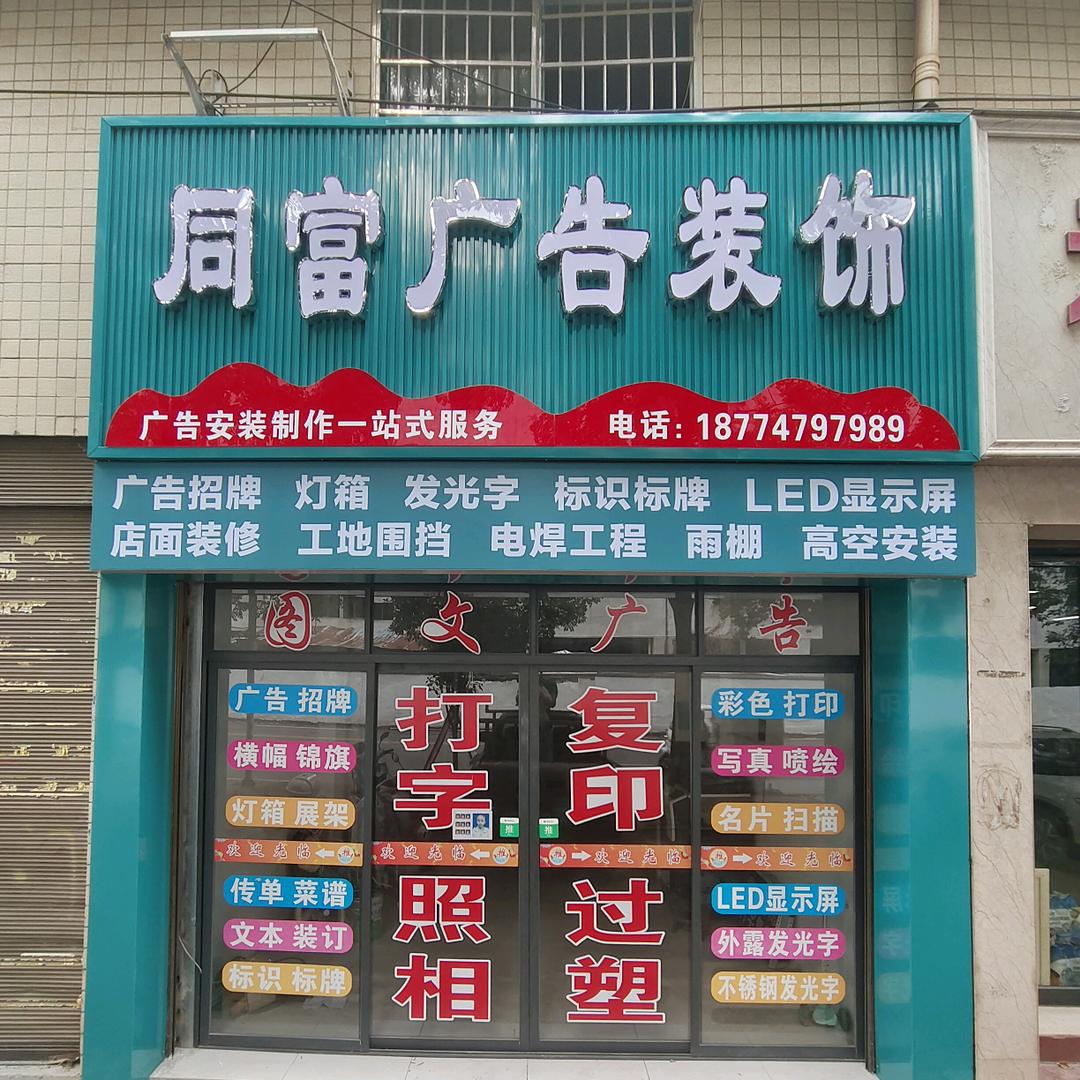 同富广告装饰
广告安装制作一站式服务 电话: 18774797989
广告招牌 灯箱 发光字 标识标牌 LED显示屏
店面装修 工地围挡 电焊工程 雨棚 高空安装
图文广告
广告 招牌
横幅 锦旗
灯箱 展架
欢迎光临
传单 菜谱
文本 装订
标识 标牌
打字照相
推
欢迎光临
复印过塑
推
欢迎光临
彩色 打印
写真 喷绘
名片 扫描
欢迎光临
LED显示屏
外露发光字
不锈钢发光字